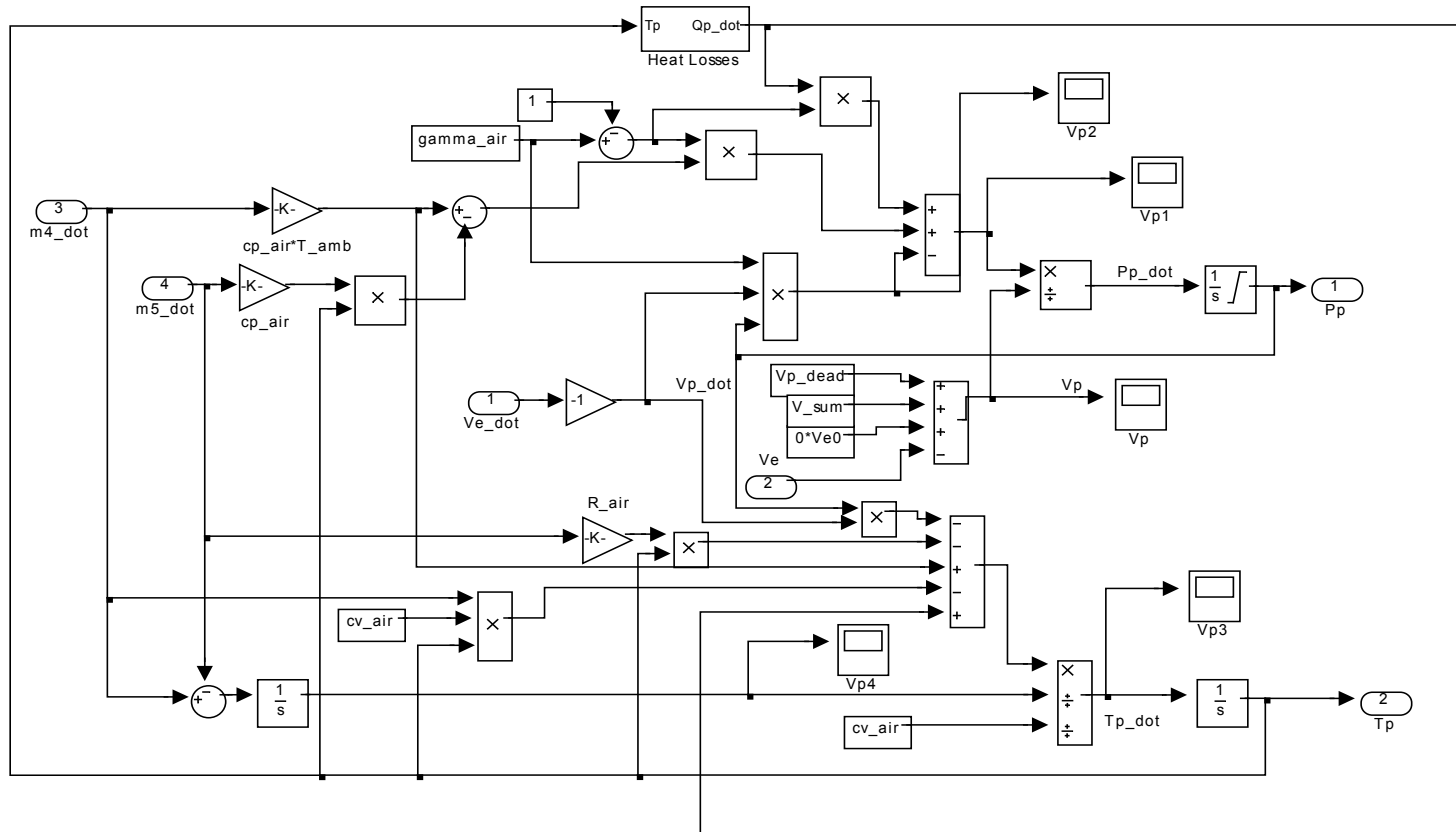 Tp Qp_dot
Heat Losses
×
Vp2
1
−
+
gamma_air
×
Vp1
3
m4_dot
-K-
cp_air*T_amb
+
−
+
+
−
4
m5_dot
-K-
cp_air
×
×
×
÷
Pp_dot
1
s
1
Pp
1
Ve_dot
-1
Vp_dot
Vp_dead
V_sum
0*Ve0
+
+
+
−
Vp
Vp
Ve
2
R_air
-K-
×
×
−
−
+
−
+
cv_air
×
Vp3
Vp4
−
+
1
s
×
÷
÷
cv_air
Tp_dot
1
s
2
Tp